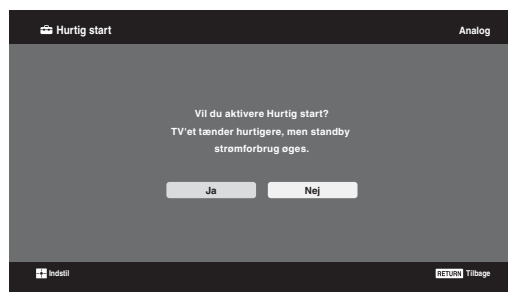 Hurtig start
Analog
Vil du aktivere Hurtig start?
TV'et tænder hurtigere, men standby
strømforbrug øges.
Ja
Nej
Indstil
RETURN Tilbage